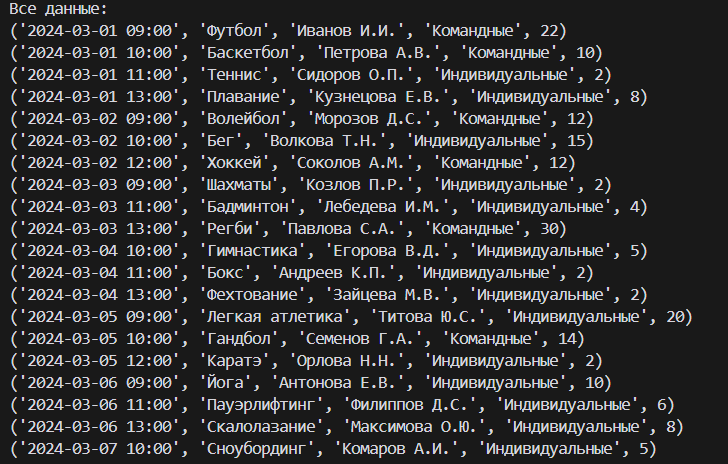 Все данные:
('2024-03-01 09:00', 'Футбол', 'Иванов И.И.', 'Командные', 22)
('2024-03-01 10:00', 'Баскетбол', 'Петрова А.В.', 'Командные', 10)
('2024-03-01 11:00', 'Теннис', 'Сидоров О.П.', 'Индивидуальные', 2)
('2024-03-01 13:00', 'Плавание', 'Кузнецова Е.В.', 'Индивидуальные', 8)
('2024-03-02 09:00', 'Волейбол', 'Морозов Д.С.', 'Командные', 12)
('2024-03-02 10:00', 'Бег', 'Волкова Т.Н.', 'Индивидуальные', 15)
('2024-03-02 12:00', 'Хоккей', 'Соколов А.М.', 'Командные', 12)
('2024-03-03 09:00', 'Шахматы', 'Козлов П.Р.', 'Индивидуальные', 2)
('2024-03-03 11:00', 'Бадминтон', 'Лебедева И.М.', 'Индивидуальные', 4)
('2024-03-03 13:00', 'Регби', 'Павлова С.А.', 'Командные', 30)
('2024-03-04 10:00', 'Гимнастика', 'Егорова В.Д.', 'Индивидуальные', 5)
('2024-03-04 11:00', 'Бокс', 'Андреев К.П.', 'Индивидуальные', 2)
('2024-03-04 13:00', 'Фехтование', 'Зайцева М.В.', 'Индивидуальные', 2)
('2024-03-05 09:00', 'Легкая атлетика', 'Титова Ю.С.', 'Индивидуальные', 20)
('2024-03-05 10:00', 'Гандбол', 'Семенов Г.А.', 'Командные', 14)
('2024-03-05 12:00', 'Каратэ', 'Орлова Н.Н.', 'Индивидуальные', 2)
('2024-03-06 09:00', 'Йога', 'Антонова Е.В.', 'Индивидуальные', 10)
('2024-03-06 11:00', 'Пауэрлифтинг', 'Филиппов Д.С.', 'Индивидуальные', 6)
('2024-03-06 13:00', 'Скалолазание', 'Максимова О.Ю.', 'Индивидуальные', 8)
('2024-03-07 10:00', 'Сноубординг', 'Комаров А.И.', 'Индивидуальные', 5)